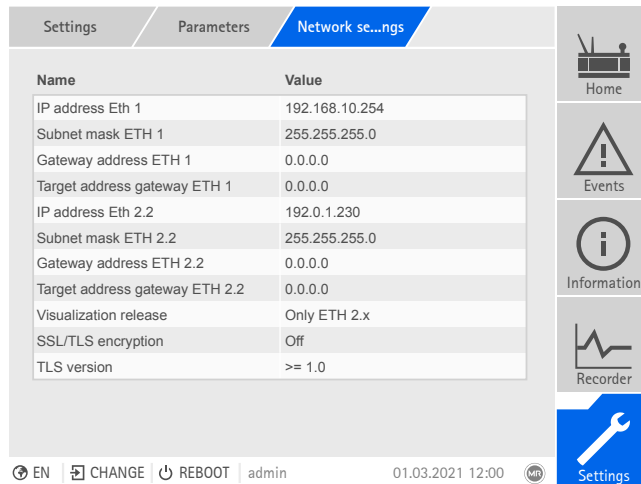 Settings
Parameters
Network se...ngs
Name Value
IP address Eth 1 192.168.10.254
Subnet mask ETH 1 255.255.255.0
Gateway address ETH 1 0.0.0.0
Target address gateway ETH 1 0.0.0.0
IP address Eth 2.2 192.0.1.230
Subnet mask ETH 2.2 255.255.255.0
Gateway address ETH 2.2 0.0.0.0
Target address gateway ETH 2.2 0.0.0.0
Visualization release Only ETH 2.x
SSL/TLS encryption Off
TLS version >= 1.0
Home
Events
Information
Recorder
Settings
EN CHANGE REBOOT admin 01.03.2021 12:00 MR